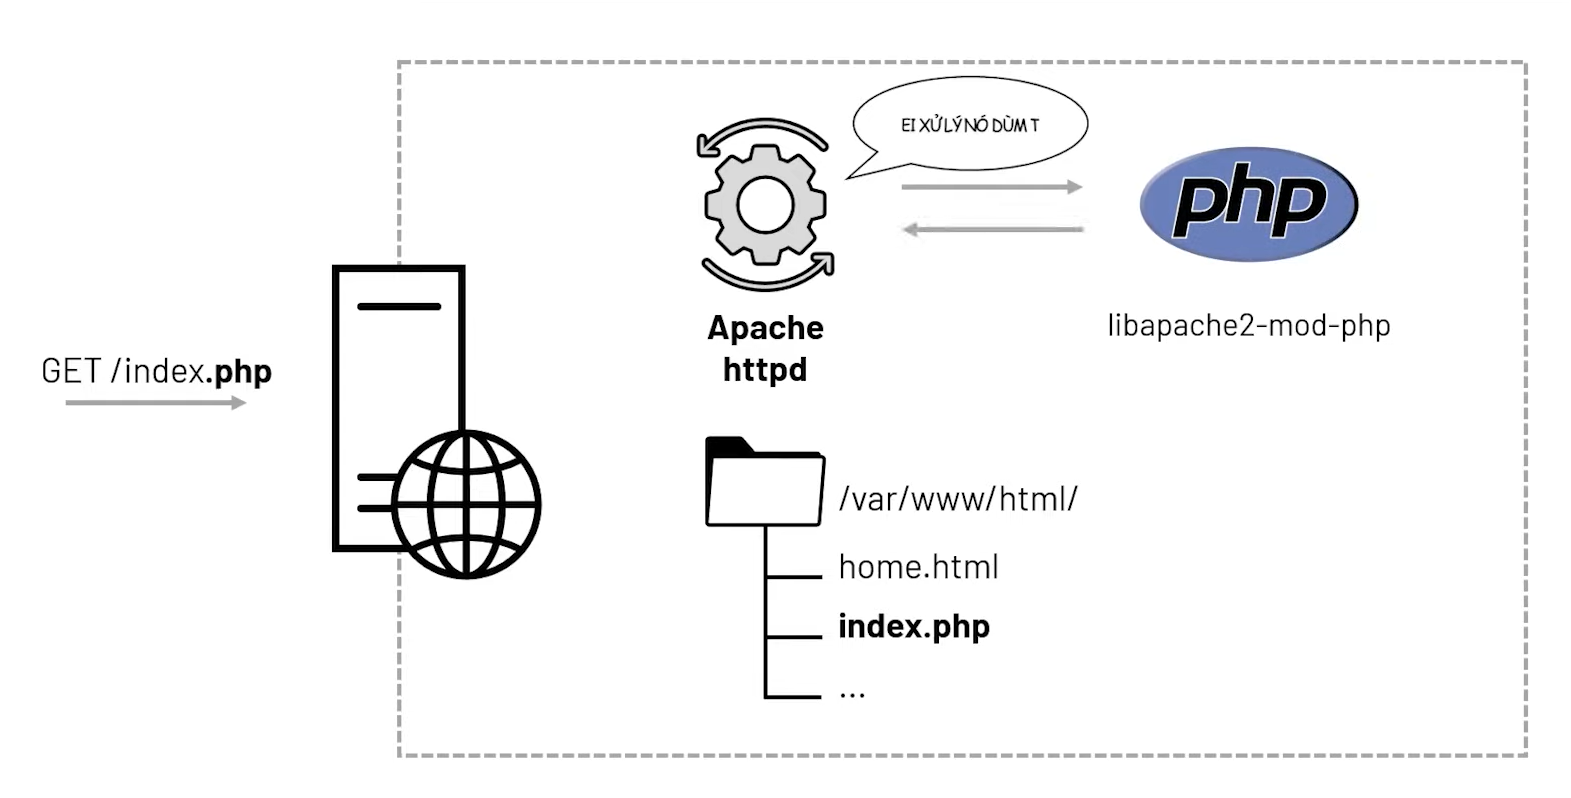 EI XỬ LÝ NÓ DÙM T
php
Apache
httpd
libapache2-mod-php
GET /index.php
/var/www/html/
home.html
index.php
...